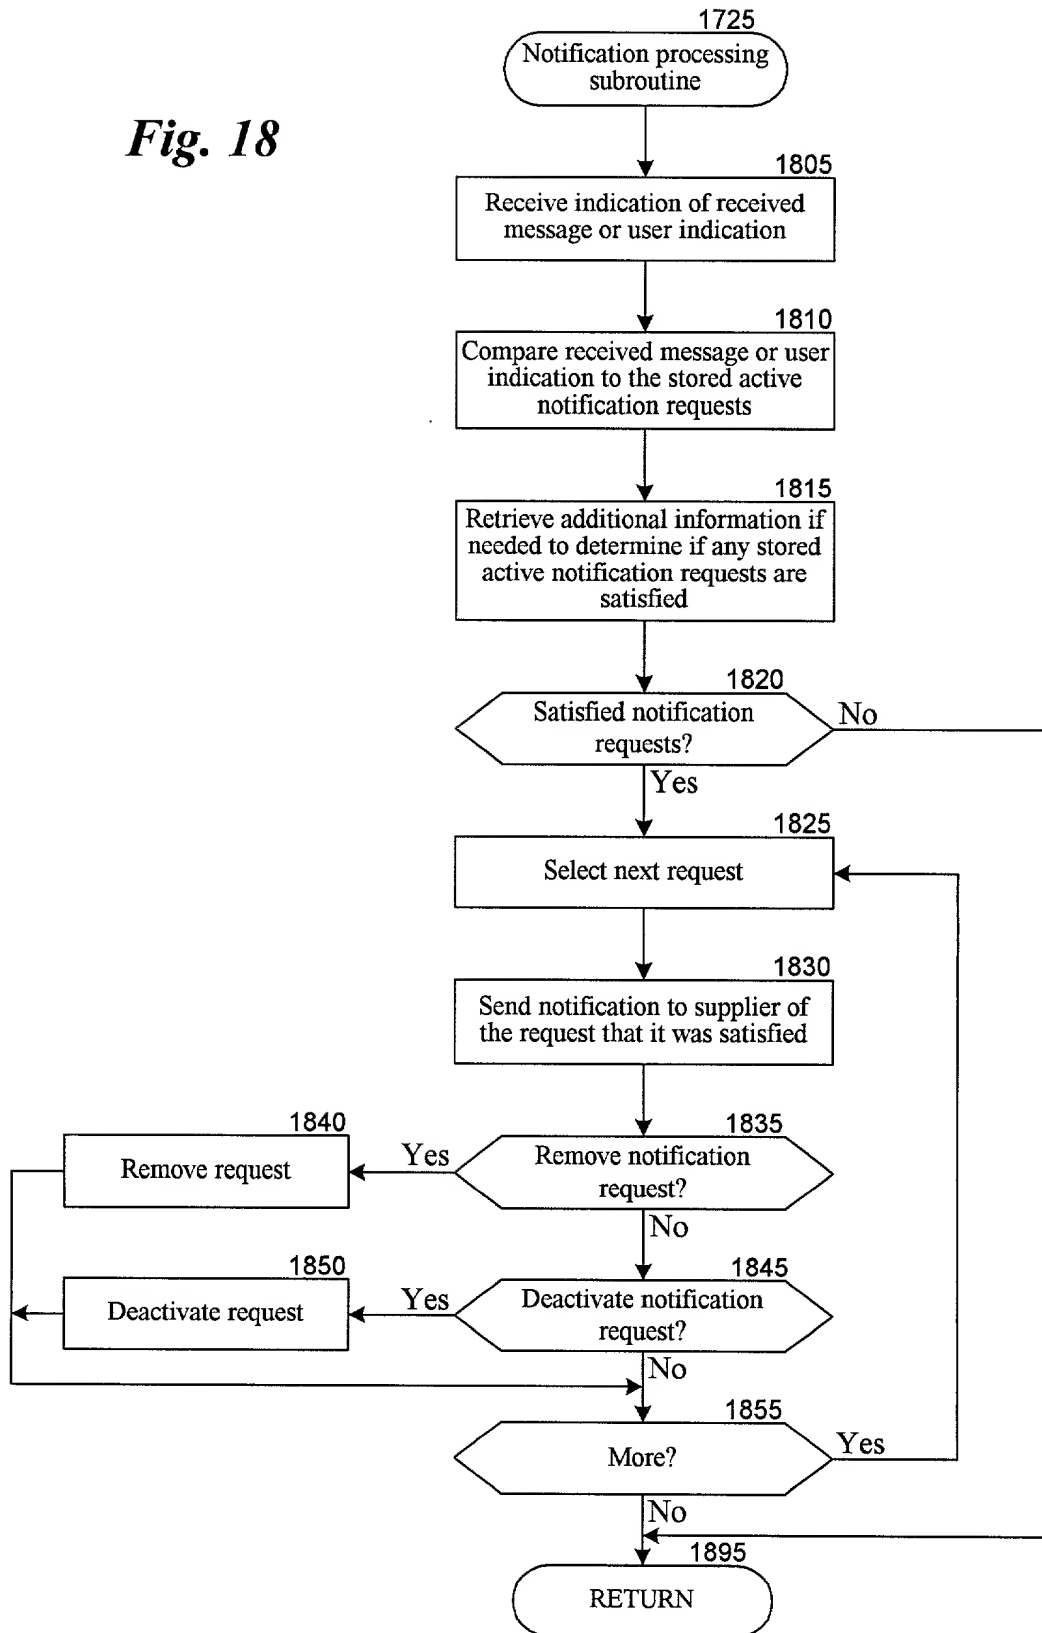 1725
Notification processing
subroutine
Fig. 18
1805
Receive indication of received
message or user indication
1810
Compare received message or user
indication to the stored active
notification requests
1815
Retrieve additional information if
needed to determine if any stored
active notification requests are
satisfied
1820
Satisfied notification
requests?
No
Yes
1825
Select next request
1830
Send notification to supplier of
the request that it was satisfied
1840
Remove request
Yes
1835
Remove notification
request?
No
1850
Deactivate request
Yes
1845
Deactivate notification
request?
No
1855
More?
Yes
No
1895
RETURN